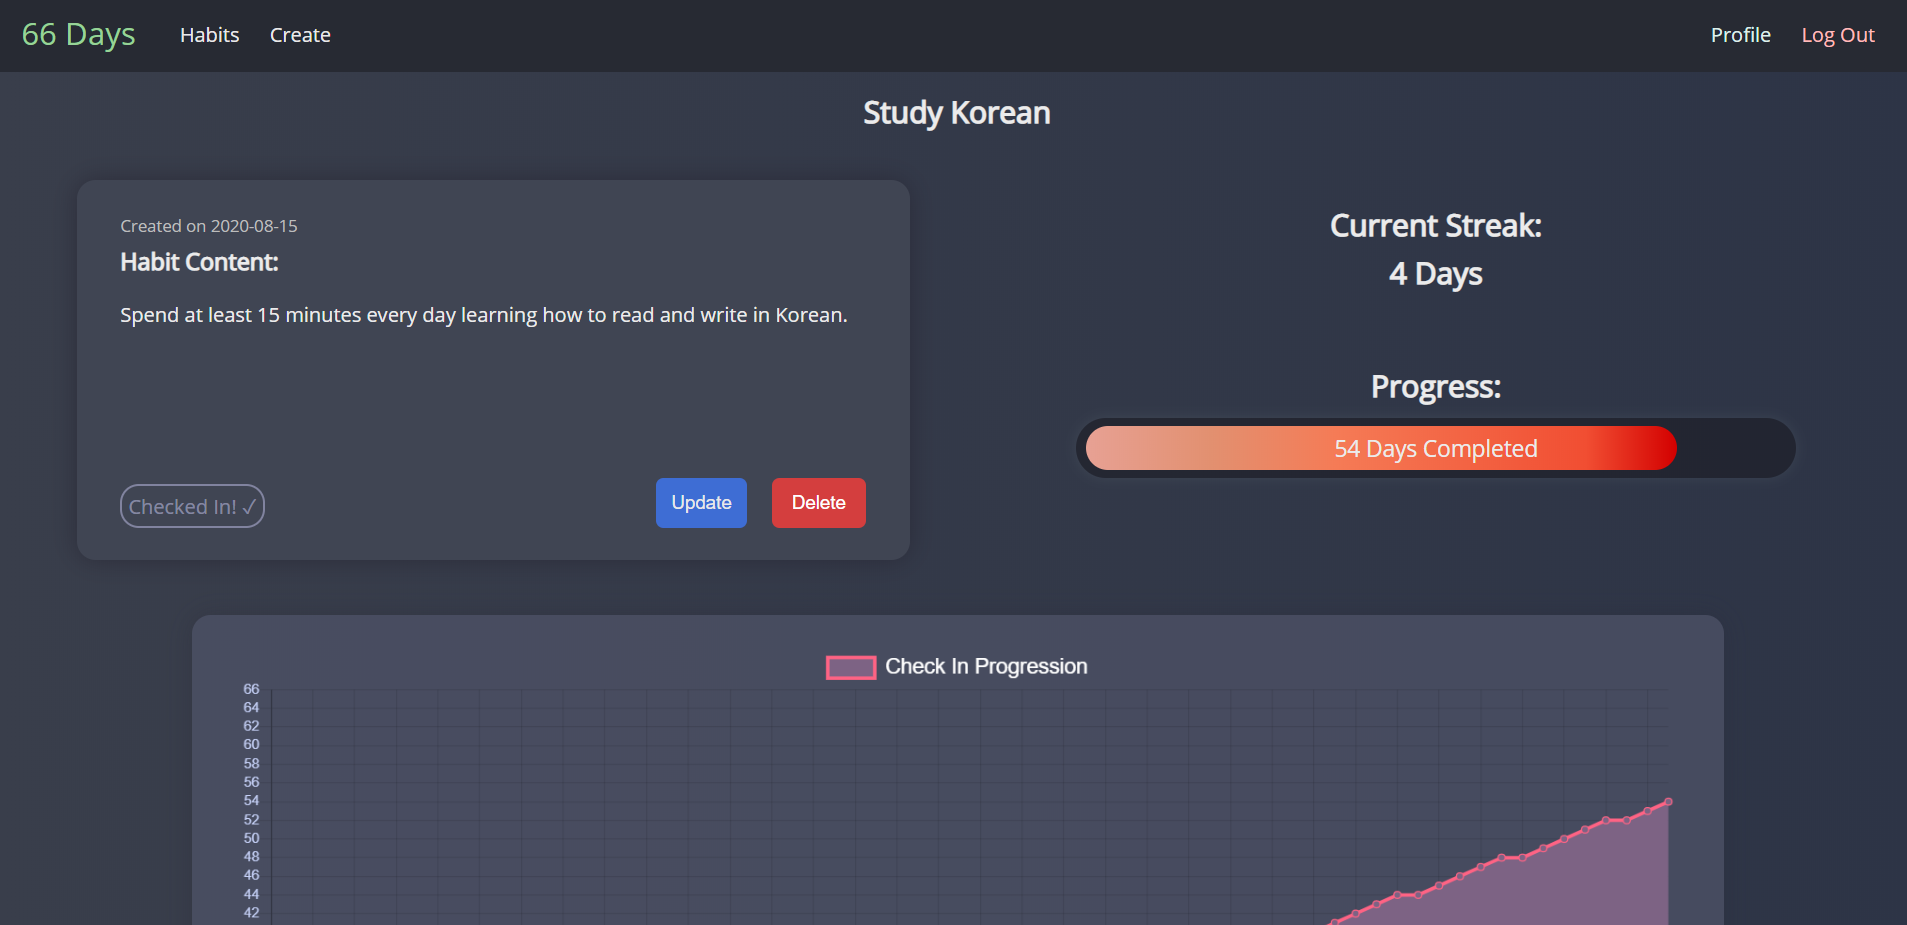 66 Days Habits Create Profile Log Out
Study Korean
Created on 2020-08-15
Habit Content:
Spend at least 15 minutes every day learning how to read and write in Korean.
Checked In! ✓ Update Delete
Current Streak:
4 Days
Progress:
54 Days Completed
Check In Progression
66
64
62
60
58
56
54
52
50
48
46
44
42